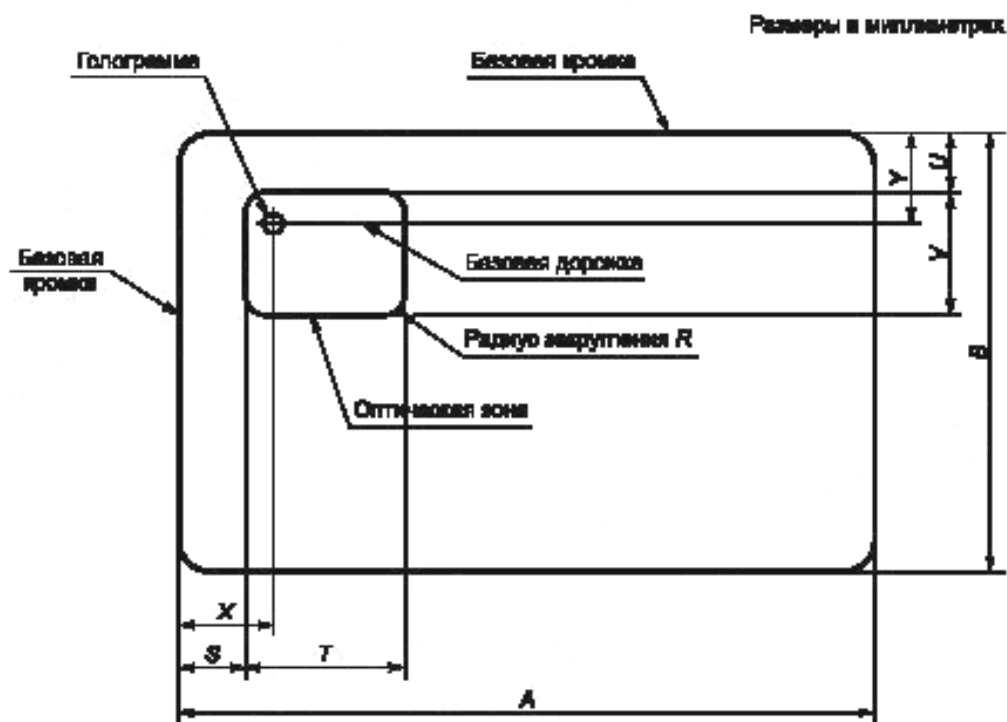 Размеры в миллиметрах
Голограмма
Базовая кромка
Y
U
Базовая
кромка
Базовая дорожка
V
Радиус закругления R
B
Оптическая зона
X
S
T
A